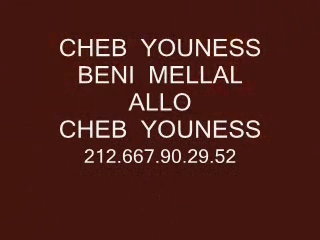 CHEB YOUNESS
BENI MELLAL
ALLO
CHEB YOUNESS
212.667.90.29.52